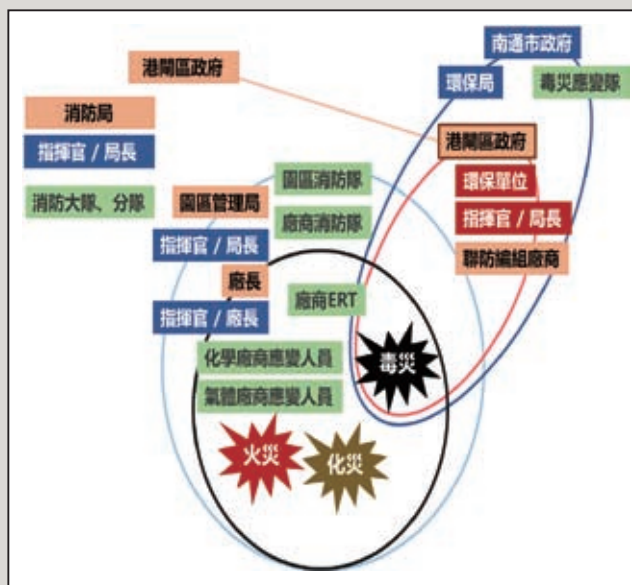 南通市政府
港閘區政府
環保局
毒災應變隊
消防局
港閘區政府
指揮官 / 局長
園區消防隊
環保單位
消防大隊、分隊
園區管理局
廠商消防隊
指揮官 / 局長
指揮官 / 局長
聯防編組廠商
廠長
廠商ERT
指揮官 / 廠長
化學廠商應變人員
毒災
氣體廠商應變人員
火災
化災